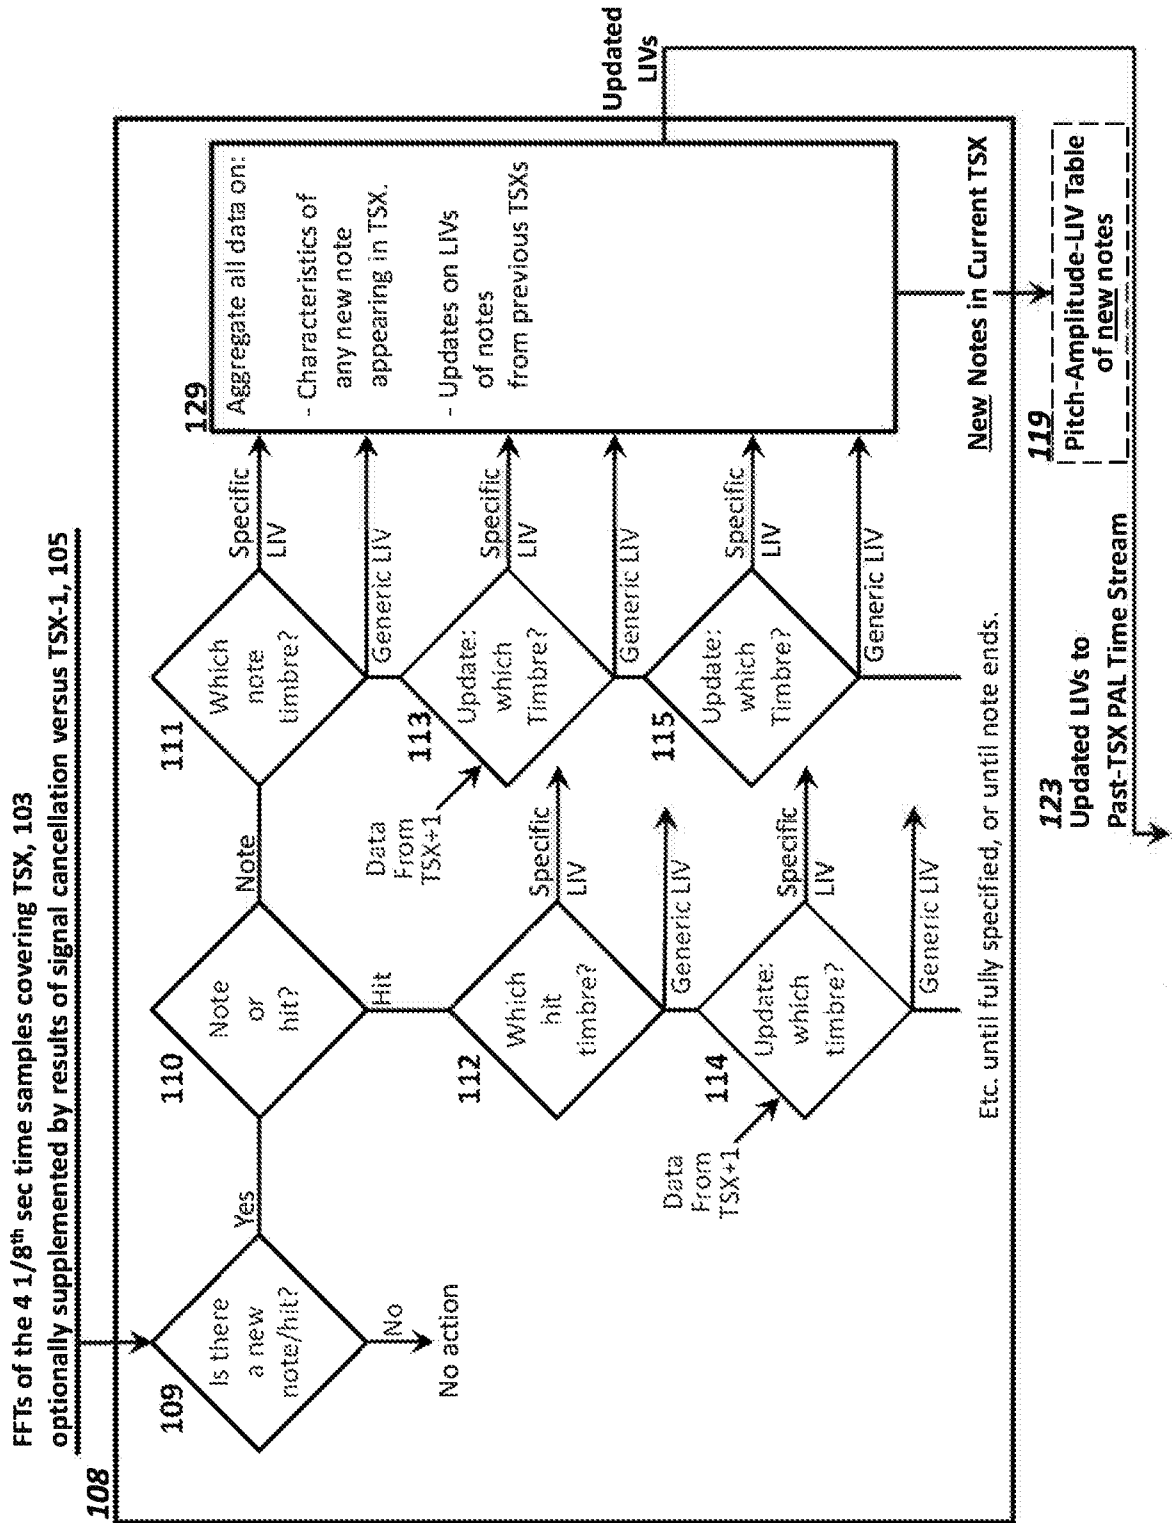 FFTs of the 4 1/8th sec time samples covering TSX, 103
optionally supplemented by results of signal cancellation versus TSX-1, 105
108
109
Is there
a new
note/hit?
Yes
No
No action
110
Note
or
hit?
Note
Hit
111
Which
note
timbre?
Specific
LIV
Generic LIV
112
Which
hit
timbre?
Specific
LIV
Generic LIV
Data
From
TSX+1
113
Update:
which
Timbre?
Specific
LIV
Generic LIV
Data
From
TSX+1
114
Update:
which
timbre?
Specific
LIV
Generic LIV
115
Update:
which
Timbre?
Specific
LIV
Generic LIV
129
Aggregate all data on:
- Characteristics of
any new note
appearing in TSX.
- Updates on LIVs
of notes
from previous TSXs
Updated
LIVs
Etc. until fully specified, or until note ends.
New Notes in Current TSX
119
Pitch-Amplitude-LIV Table
of new notes
123
Updated LIVs to
Past-TSX PAL Time Stream